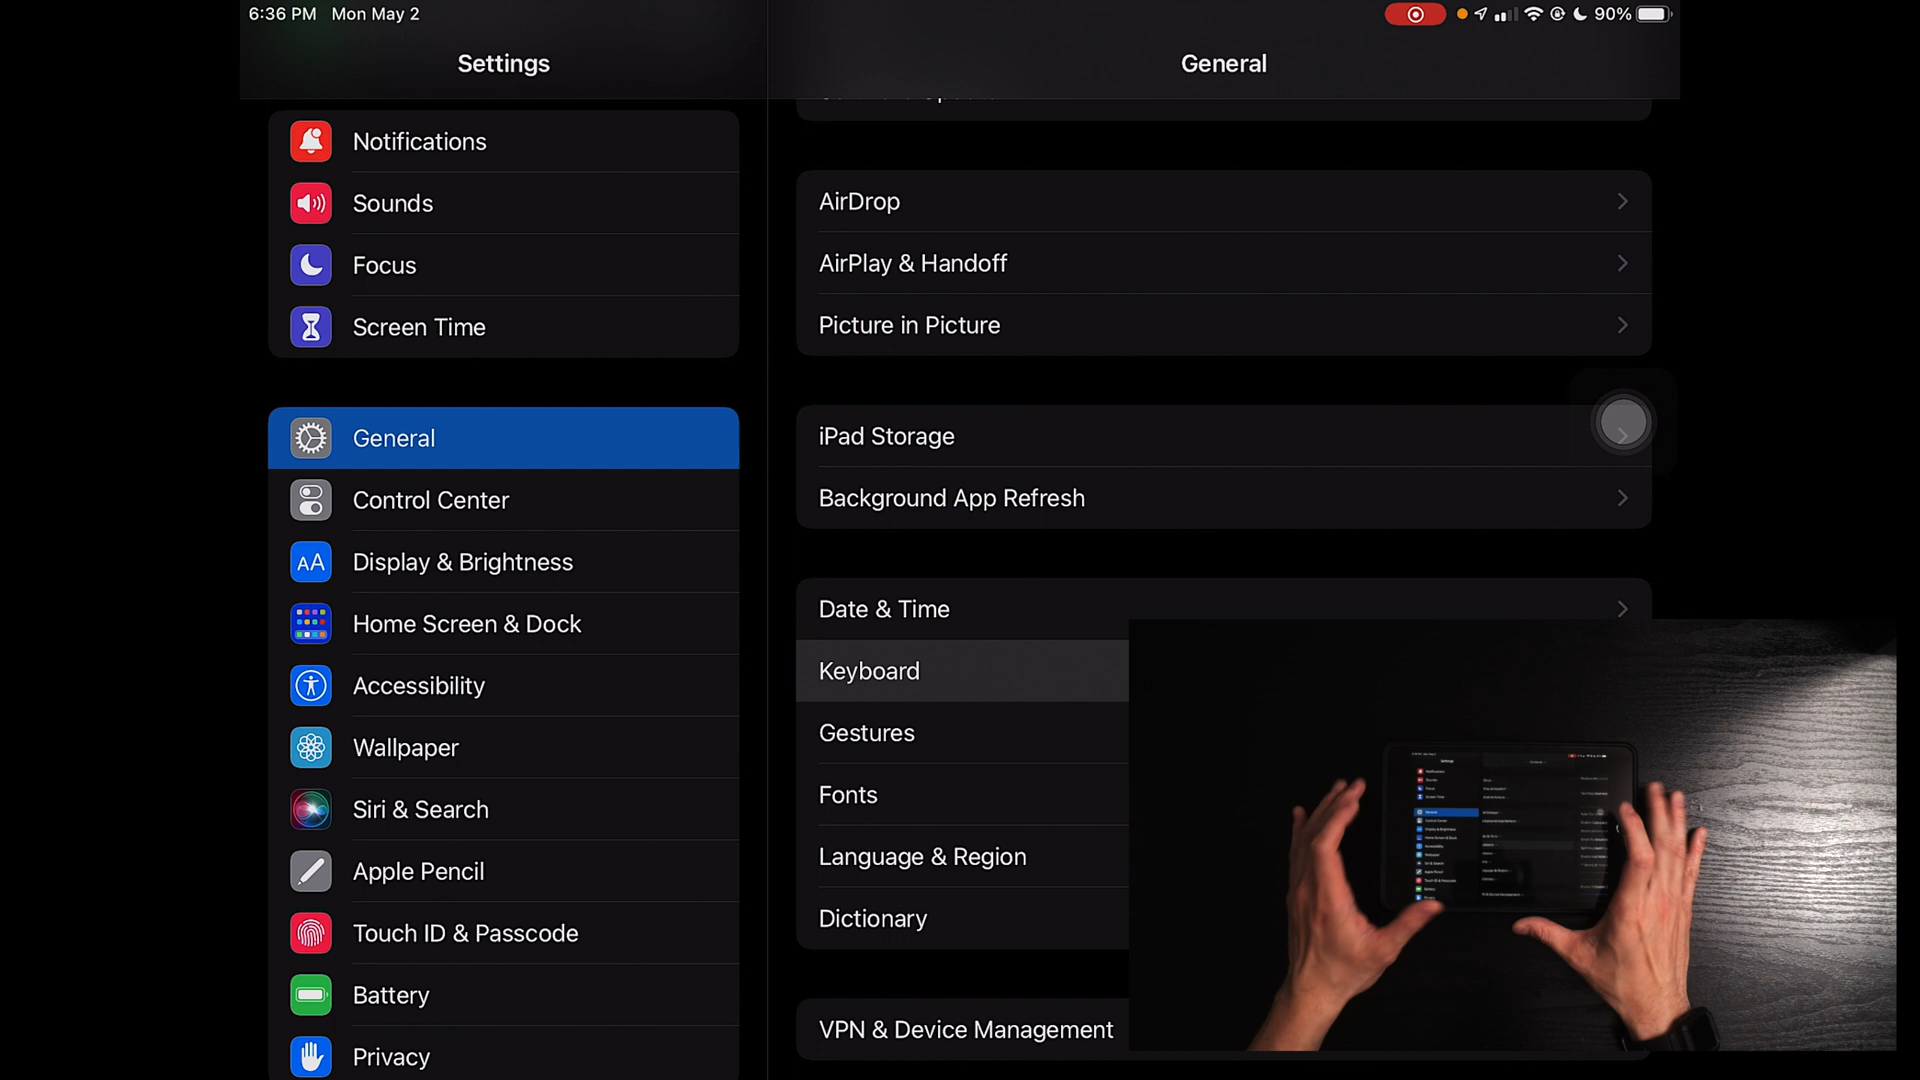 6:36 PM Mon May 2
90%
Settings
General
Notifications
Sounds
Focus
Screen Time
General
Control Center
Display & Brightness
Home Screen & Dock
Accessibility
Wallpaper
Siri & Search
Apple Pencil
Touch ID & Passcode
Battery
Privacy
AirDrop
AirPlay & Handoff
Picture in Picture
iPad Storage
Background App Refresh
Date & Time
Keyboard
Gestures
Fonts
Language & Region
Dictionary
VPN & Device Management